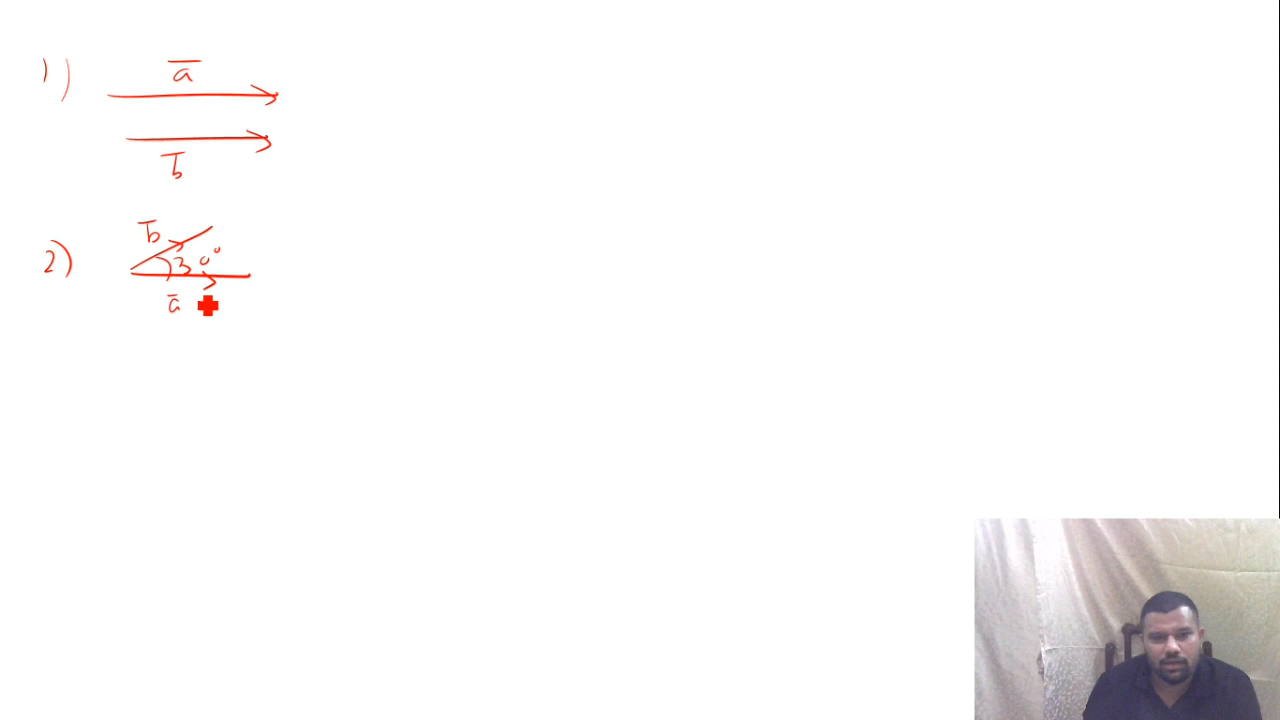 1) a̅
b̅
2) b̅ 30°
a̅